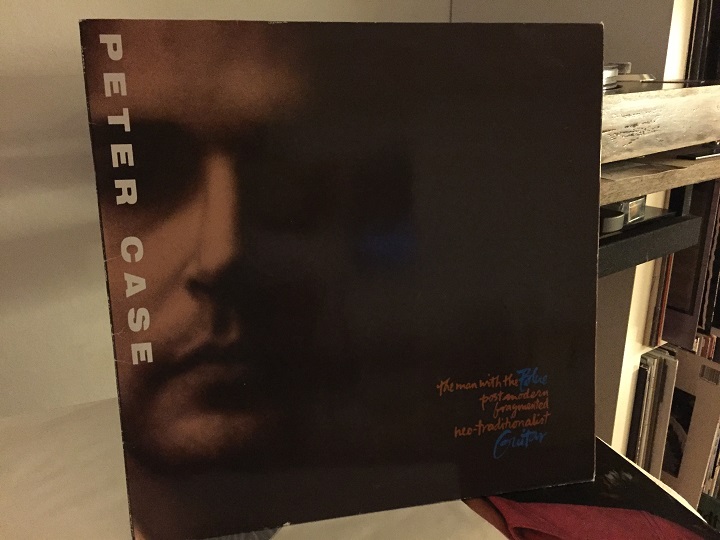 PETER CASE
the man with the Blue
post modern
fragmented
neo-traditionalist
Guitar